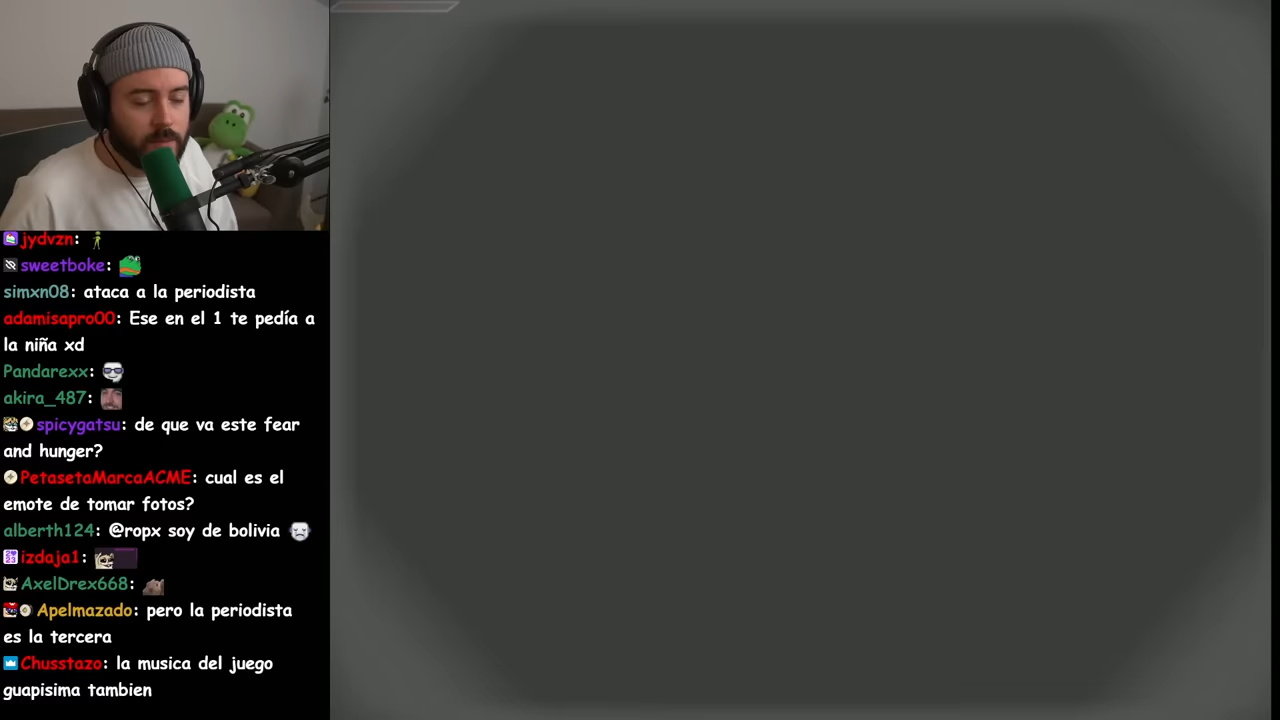 jydvzn:
sweetboke:
simxn08: ataca a la periodista
adamisapro00: Ese en el 1 te pedía a
la niña xd
Pandarexx:
akira_487:
spicygatsu: de que va este fear
and hunger?
PetasetaMarcaACME: cual es el
emote de tomar fotos?
alberth124: @ropx soy de bolivia
izdaja1:
AxelDrex668:
Apelmazado: pero la periodista
es la tercera
Chusstazo: la musica del juego
guapisima tambien